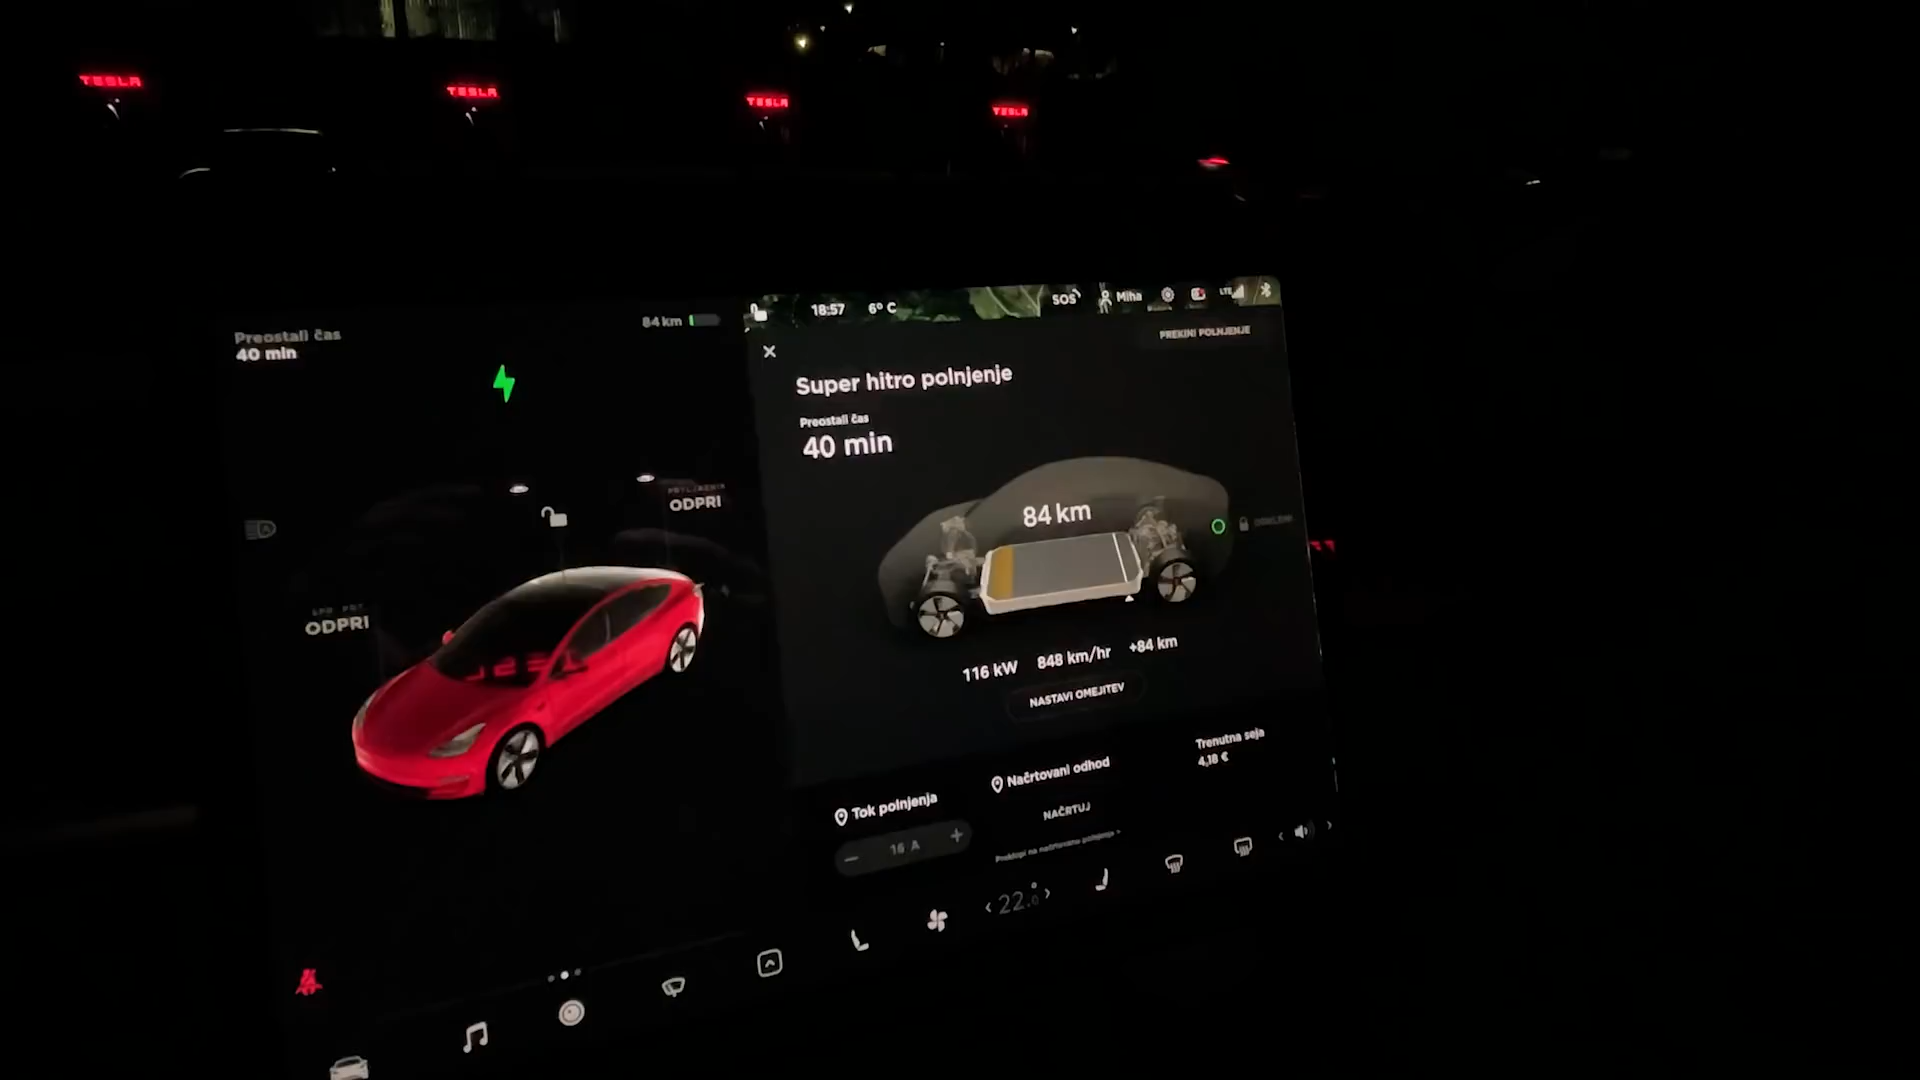 TESLA
TESLA
TESLA
TESLA
Preostali čas
40 min
84 km
ODPRI
ODPRI
18:57
6° C
SOS
Miha
LTE
PREKINI POLNJENJE
Super hitro polnjenje
Preostali čas
40 min
84 km
116 kW
848 km/hr
+84 km
NASTAVI OMEJITEV
Trenutna seja
4,18 €
Načrtovani odhod
NAČRTUJ
Tok polnjenja
16 A
22.0